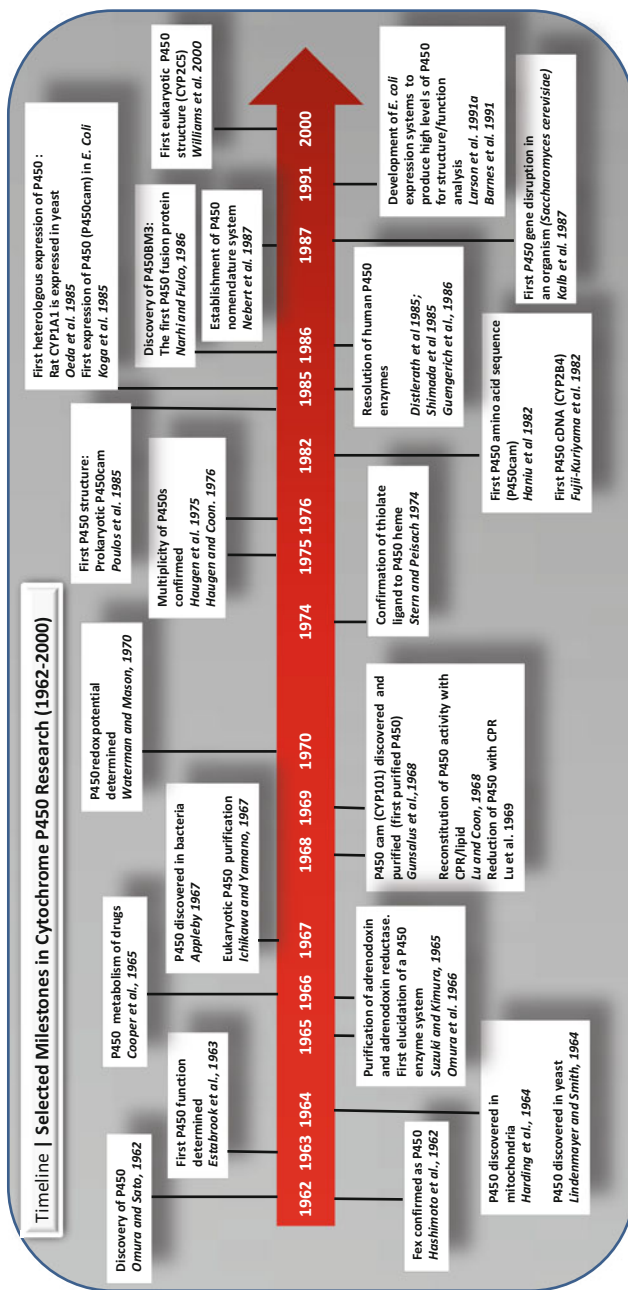 Timeline | Selected Milestones in Cytochrome P450 Research (1962-2000)
Discovery of P450
Omura and Sato, 1962
First P450 function
determined
Estabrook et al., 1963
P450 metabolism of drugs
Cooper et al., 1965
P450 discovered in bacteria
Appleby 1967
Eukaryotic P450 purification
Ichikawa and Yamano, 1967
P450redox potential
determined
Waterman and Mason, 1970
Multiplicity of P450s
confirmed
Haugen et al. 1975
Haugen and Coon. 1976
First P450 structure:
Prokaryotic P450cam
Poulos et al. 1985
First heterologous expression of P450 :
Rat CYP1A1 is expressed in yeast
Oeda et al. 1985
First expression of P450 (P450cam) in E. Coli
Koga et al. 1985
Discovery of P450BM3:
The first P450 fusion protein
Narhi and Fulco, 1986
Establishment of P450
nomenclature system
Nebert et al. 1987
First eukaryotic P450
structure (CYP2C5)
Williams et al. 2000
1962 1963 1964 1965 1966 1967 1968 1969 1970 1974 1975 1976 1982 1985 1986 1987 1991 2000
Fex confirmed as P450
Hashimoto et al., 1962
P450 discovered in
mitochondria
Harding et al., 1964
P450 discovered in yeast
Lindenmayer and Smith, 1964
Purification of adrenodoxin
and adrenodoxin reductase.
First elucidation of a P450
enzyme system
Suzuki and Kimura, 1965
Omura et al. 1966
P450 cam (CYP101) discovered and
purified (first purified P450)
Gunsalus et al.,1968
Reconstitution of P450 activity with
CPR/lipid
Lu and Coon, 1968
Reduction of P450 with CPR
Lu et al. 1969
Confirmation of thiolate
ligand to P450 heme
Stern and Peisach 1974
First P450 amino acid sequence
(P450cam)
Haniu et al 1982
First P450 cDNA (CYP2B4)
Fujii-Kuriyama et al. 1982
Resolution of human P450
enzymes
Distlerath et al 1985;
Shimada et al 1985
Guengerich et al., 1986
First P450 gene disruption in
an organism (Saccharomyces cerevisiae)
Kalb et al. 1987
Development of E. coli
expression systems to
produce high levels of P450
for structure/function
analysis
Larson et al. 1991a
Barnes et al. 1991